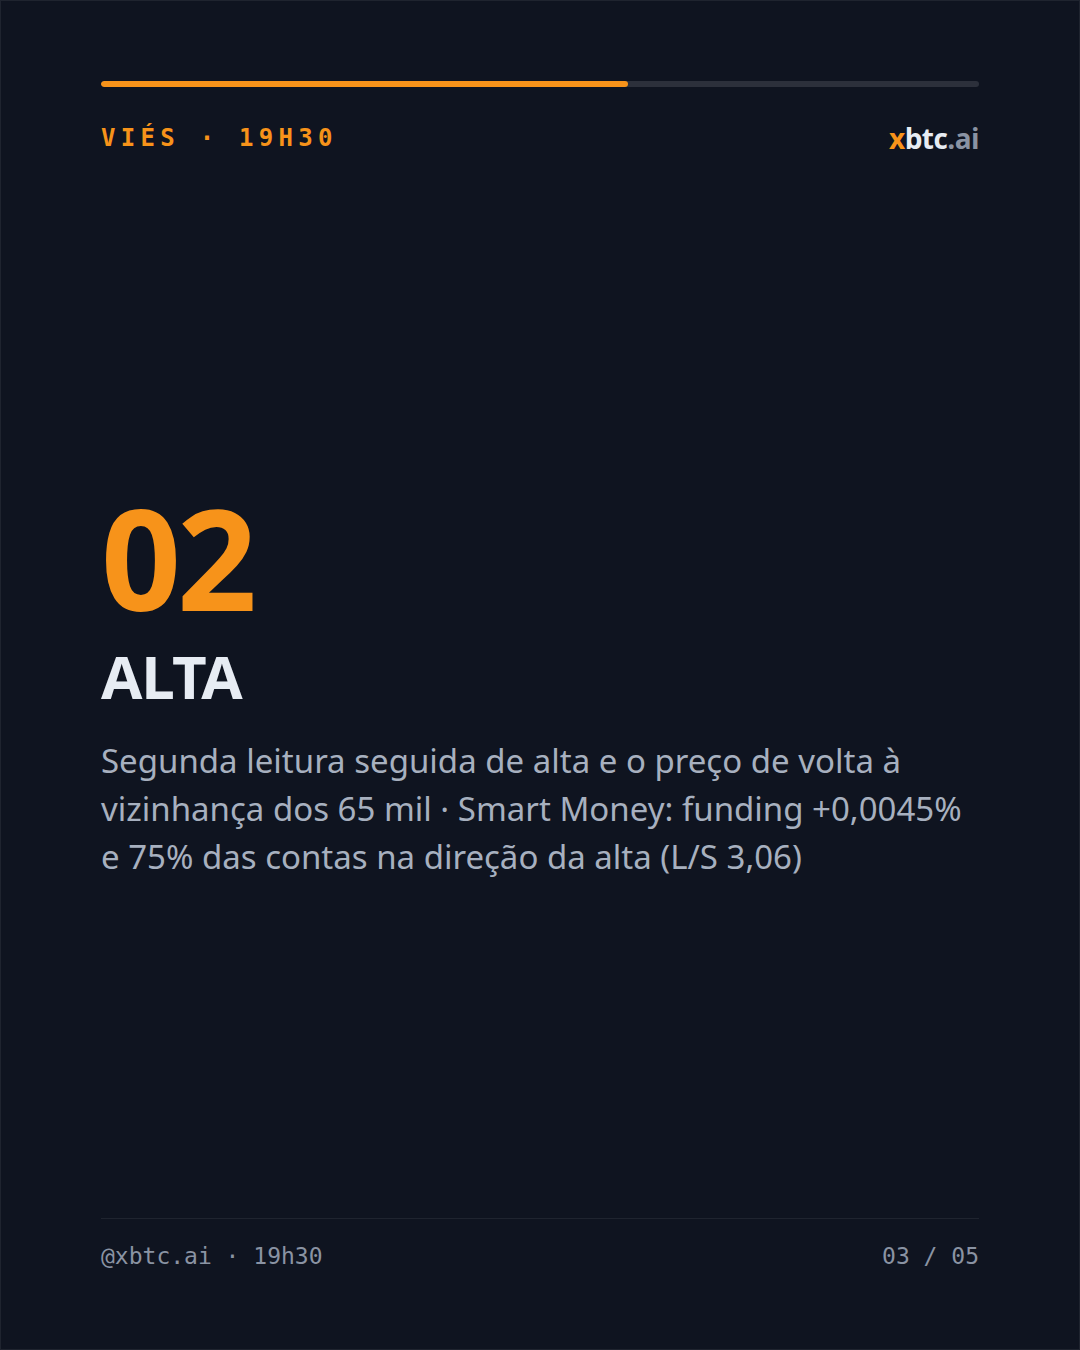 VIÉS · 19H30
xbtc.ai
02
ALTA
Segunda leitura seguida de alta e o preço de volta à
vizinhança dos 65 mil · Smart Money: funding +0,0045%
e 75% das contas na direção da alta (L/S 3,06)
@xbtc.ai · 19h30
03 / 05